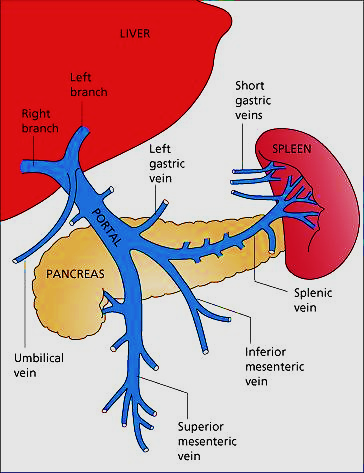 LIVER
Left
branch
Right
branch
Short
gastric
veins
SPLEEN
Left
gastric
vein
PORTAL
PANCREAS
Splenic
vein
Umbilical
vein
Inferior
mesenteric
vein
Superior
mesenteric
vein